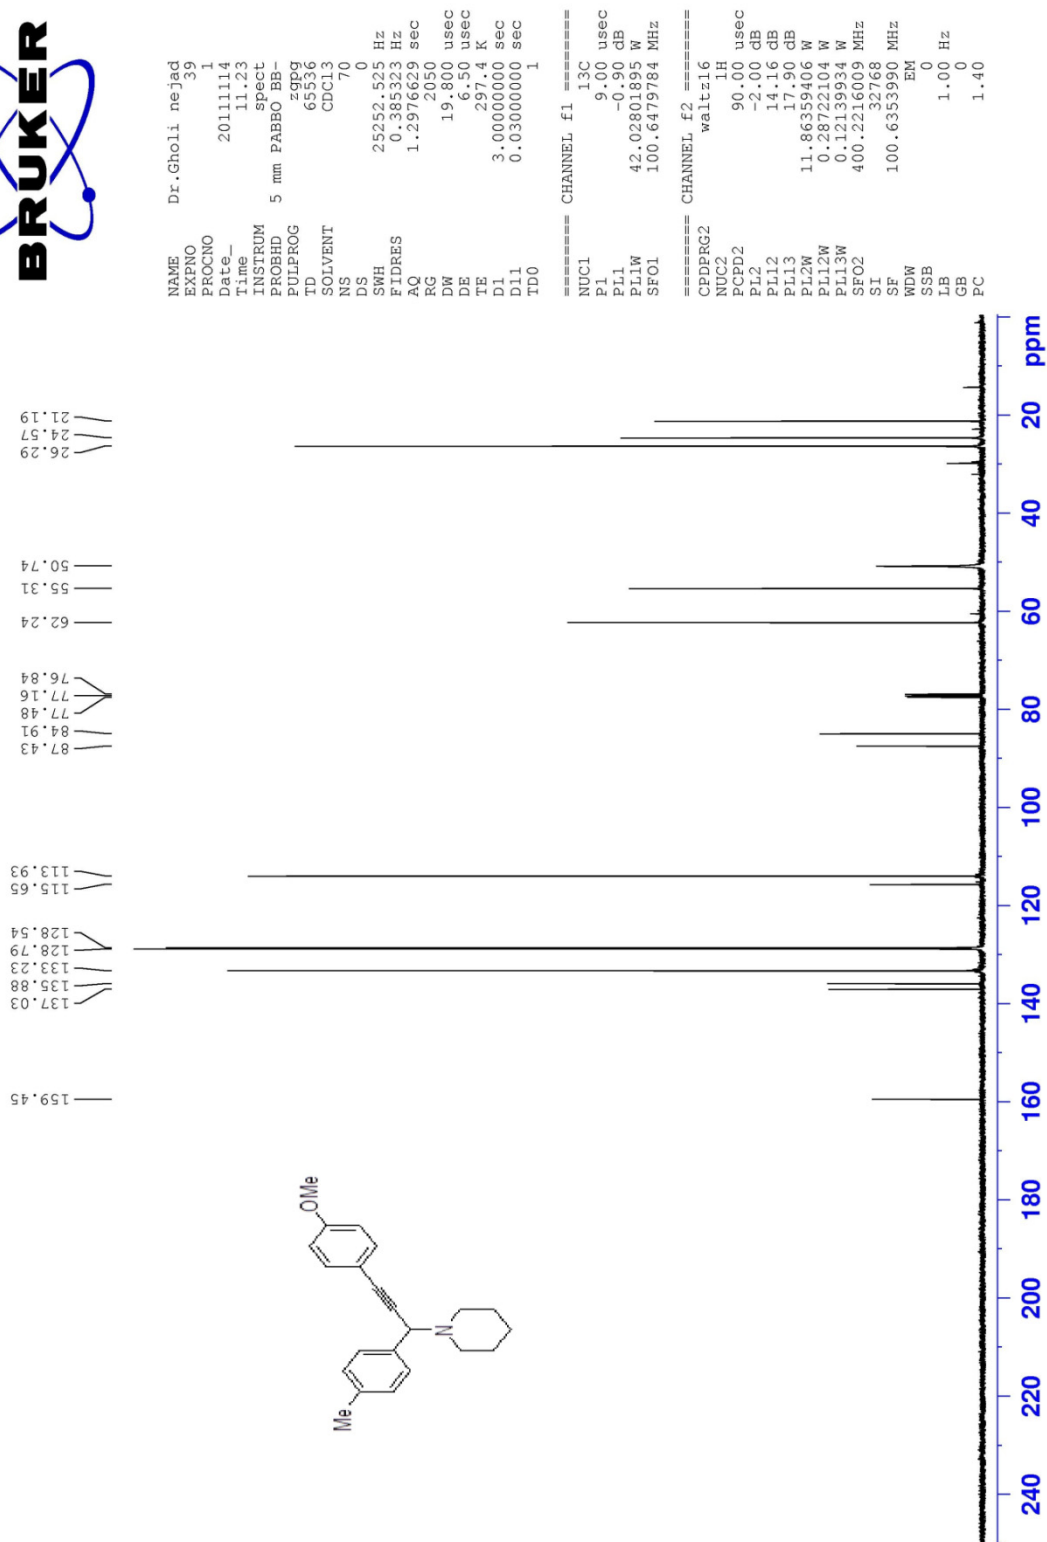 BRUKER
NAME Dr.Gholi nejad
EXPNO 39
PROCNO 1
Date_ 20111114
Time 11.23
INSTRUM spect
PROBHD 5 mm PABBO BB-
PULPROG zgpg
TD 65536
SOLVENT CDCl3
NS 70
DS 0
SWH 25252.525 Hz
FIDRES 0.385323 Hz
AQ 1.2976629 sec
RG 2050
DW 19.800 usec
DE 6.50 usec
TE 297.4 K
D1 3.00000000 sec
D11 0.03000000 sec
TD0 1
======== CHANNEL f1 ========
NUC1 13C
P1 9.00 usec
PL1 -0.90 dB
PL1W 42.02801895 W
SFO1 100.6479784 MHz
======== CHANNEL f2 ========
CPDPRG2 waltz16
NUC2 1H
PCPD2 90.00 usec
PL2 -2.00 dB
PL12 14.16 dB
PL13 17.90 dB
PL2W 11.86359406 W
PL12W 0.28722104 W
PL13W 0.12139934 W
SFO2 400.2216009 MHz
SI 32768
SF 100.6353990 MHz
WDW EM
SSB 0
LB 1.00 Hz
GB 0
PC 1.40
159.45
137.03
135.88
133.23
128.79
128.54
115.65
113.93
87.43
84.91
77.48
77.16
76.84
62.24
55.31
50.74
26.29
24.57
21.19
Me
N
OMe
240 220 200 180 160 140 120 100 80 60 40 20 ppm